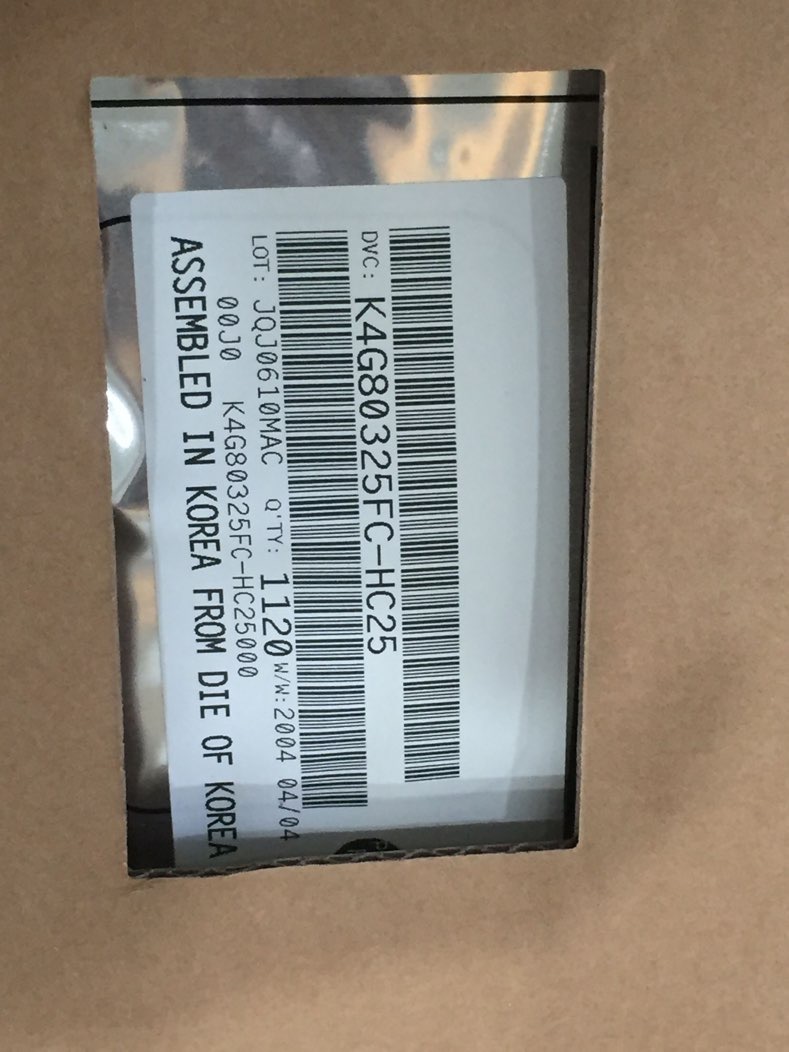 DVC: K4G80325FC-HC25
LOT: JQJ0610MAC Q'TY: 1120 W/W: 2004 04/04
00J0 K4G80325FC-HC25000
ASSEMBLED IN KOREA FROM DIE OF KOREA